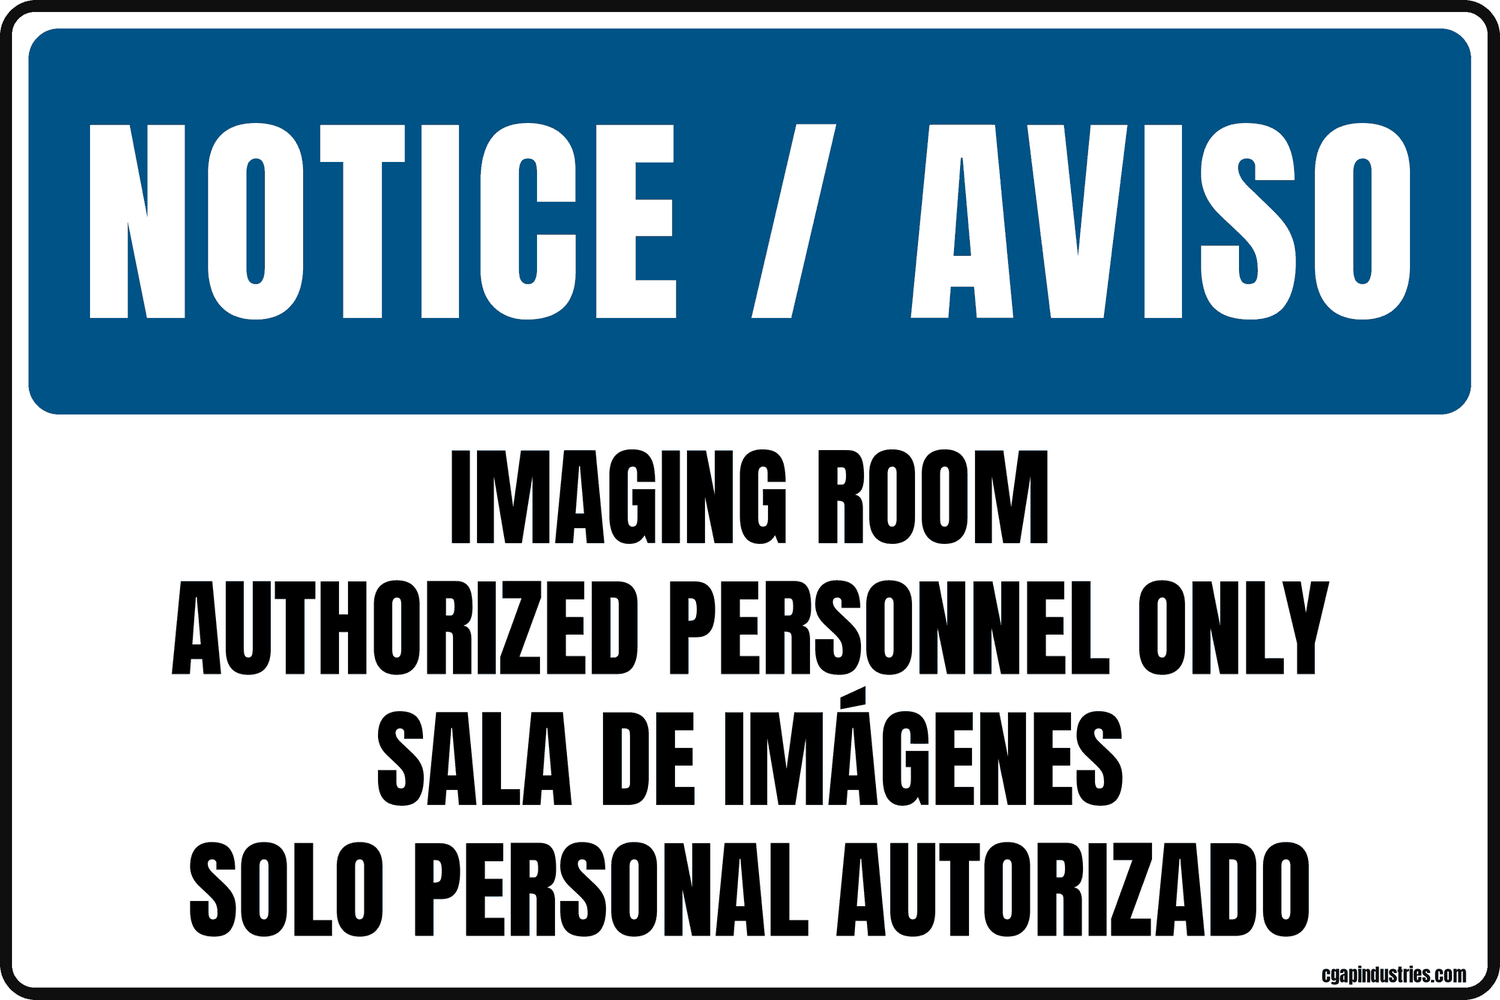 NOTICE / AVISO
IMAGING ROOM
AUTHORIZED PERSONNEL ONLY
SALA DE IMÁGENES
SOLO PERSONAL AUTORIZADO
cgapindustries.com